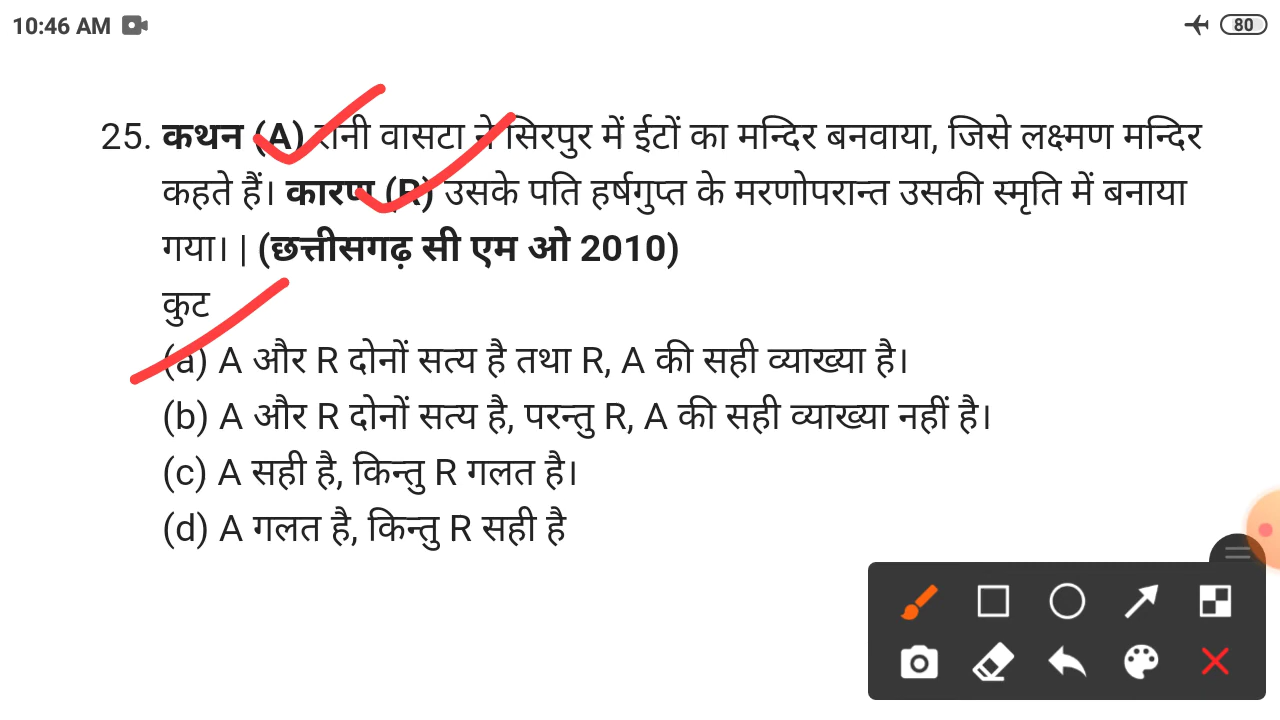 10:46 AM
80
25. कथन (A) रानी वासटा ने सिरपुर में ईटों का मन्दिर बनवाया, जिसे लक्ष्मण मन्दिर
कहते हैं। कारण (R) उसके पति हर्षगुप्त के मरणोपरान्त उसकी स्मृति में बनाया
गया। | (छत्तीसगढ़ सी एम ओ 2010)
कुट
(a) A और R दोनों सत्य है तथा R, A की सही व्याख्या है।
(b) A और R दोनों सत्य है, परन्तु R, A की सही व्याख्या नहीं है।
(c) A सही है, किन्तु R गलत है।
(d) A गलत है, किन्तु R सही है